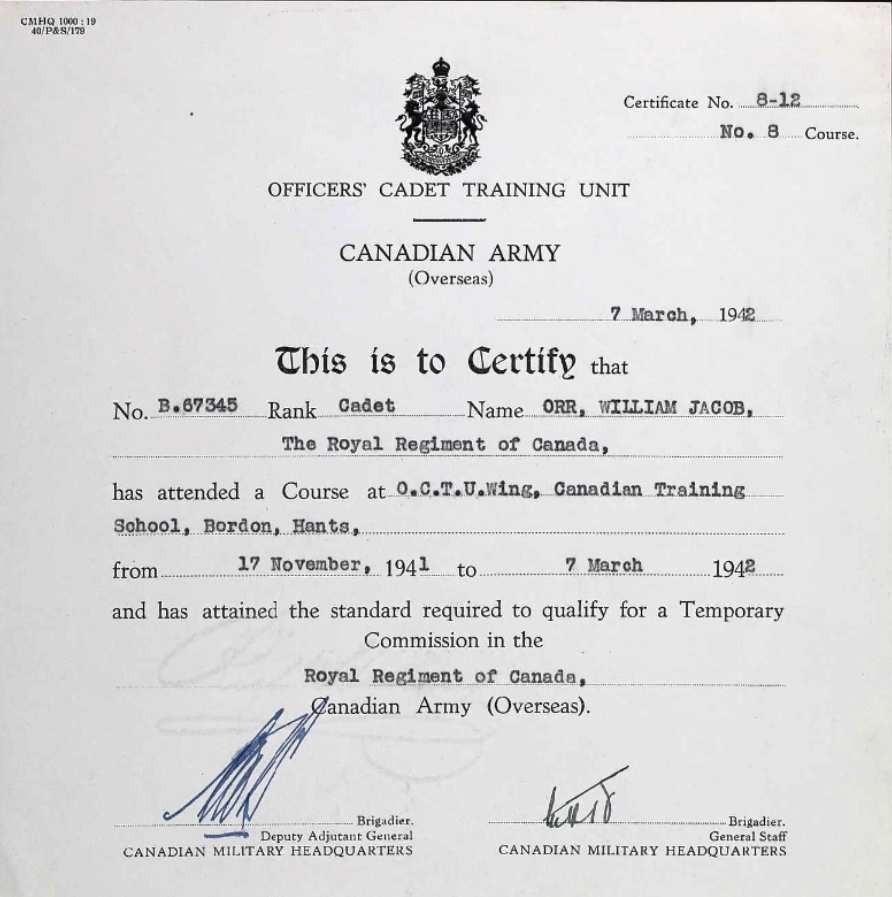 CMHQ 1000 : 19
40/P&S/179
Certificate No. 8-12
No. 8 Course.
OFFICERS' CADET TRAINING UNIT
CANADIAN ARMY
(Overseas)
7 March, 1942
This is to Certify that
No. B.67345 Rank Cadet Name ORR, WILLIAM JACOB,
The Royal Regiment of Canada,
has attended a Course at O.C.T.U.Wing, Canadian Training
School, Bordon, Hants,
from 17 November, 1941 to 7 March 1942
and has attained the standard required to qualify for a Temporary
Commission in the
Royal Regiment of Canada,
Canadian Army (Overseas).
Brigadier. Brigadier.
Deputy Adjutant General General Staff
CANADIAN MILITARY HEADQUARTERS CANADIAN MILITARY HEADQUARTERS